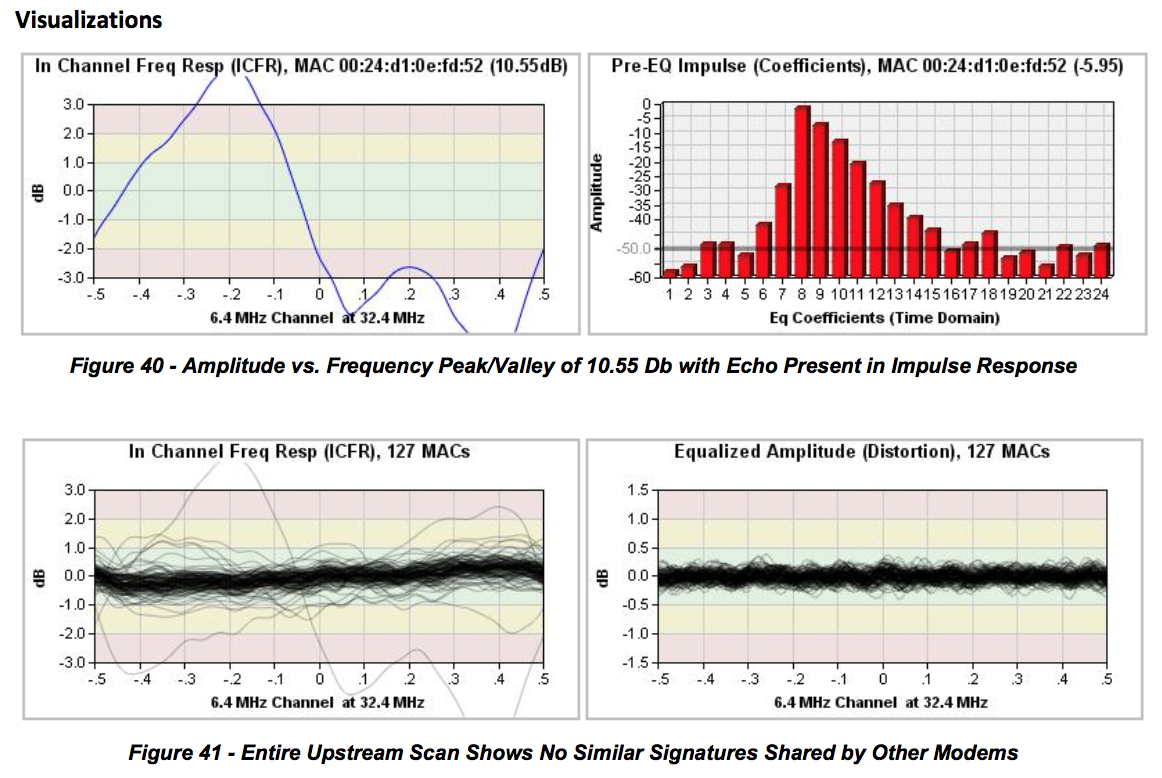 Visualizations
In Channel Freq Resp (ICFR), MAC 00:24:d1:0e:fd:52 (10.55dB)
3.0
2.0
1.0
0.0
-1.0
-2.0
-3.0
dB
-.5 -.4 -.3 -.2 -.1 0 .1 .2 .3 .4 .5
6.4 MHz Channel at 32.4 MHz
Pre-EQ Impulse (Coefficients), MAC 00:24:d1:0e:fd:52 (-5.95)
0
-5
-10
-15
-20
-25
-30
-35
-40
-50.0
-60
Amplitude
1 2 3 4 5 6 7 8 9 10 11 12 13 14 15 16 17 18 19 20 21 22 23 24
Eq Coefficients (Time Domain)
Figure 40 - Amplitude vs. Frequency Peak/Valley of 10.55 Db with Echo Present in Impulse Response
In Channel Freq Resp (ICFR), 127 MACs
3.0
2.0
1.0
0.0
-1.0
-2.0
-3.0
dB
-.5 -.4 -.3 -.2 -.1 0 .1 .2 .3 .4 .5
6.4 MHz Channel at 32.4 MHz
Equalized Amplitude (Distortion), 127 MACs
1.5
1.0
0.5
0.0
-0.5
-1.0
-1.5
dB
-.5 -.4 -.3 -.2 -.1 0 .1 .2 .3 .4 .5
6.4 MHz Channel at 32.4 MHz
Figure 41 - Entire Upstream Scan Shows No Similar Signatures Shared by Other Modems